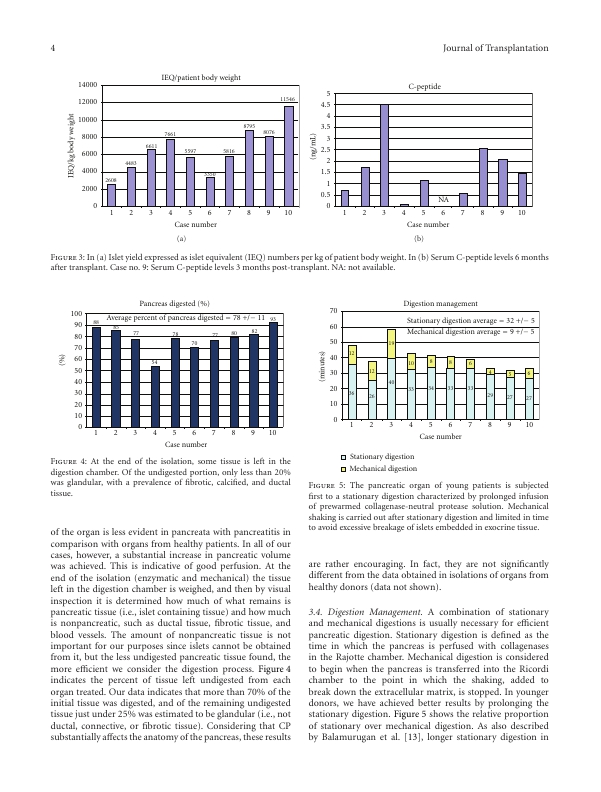 4
Journal of Transplantation
IEQ/patient body weight
IEQ/kg body weight
14000
12000
10000
8000
6000
4000
2000
0
2608
4483
6611
7861
5597
5816
8795
8076
11546
1 2 3 4 5 6 7 8 9 10
Case number
(a)
C-peptide
(ng/mL)
5
4.5
4
3.5
3
2.5
2
1.5
1
0.5
0
NA
1 2 3 4 5 6 7 8 9 10
Case number
(b)
Figure 3: In (a) Islet yield expressed as islet equivalent (IEQ) numbers per kg of patient body weight. In (b) Serum C-peptide levels 6 months
after transplant. Case no. 9: Serum C-peptide levels 3 months post-transplant. NA: not available.
Pancreas digested (%)
Average percent of pancreas digested = 78 +/− 11
(%)
100
90
80
70
60
50
40
30
20
10
0
88 85 77 54 78 70 77 80 82 93
1 2 3 4 5 6 7 8 9 10
Case number
Figure 4: At the end of the isolation, some tissue is left in the
digestion chamber. Of the undigested portion, only less than 20%
was glandular, with a prevalence of fibrotic, calcified, and ductal
tissue.
of the organ is less evident in pancreata with pancreatitis in
comparison with organs from healthy patients. In all of our
cases, however, a substantial increase in pancreatic volume
was achieved. This is indicative of good perfusion. At the
end of the isolation (enzymatic and mechanical) the tissue
left in the digestion chamber is weighed, and then by visual
inspection it is determined how much of what remains is
pancreatic tissue (i.e., islet containing tissue) and how much
is nonpancreatic, such as ductal tissue, fibrotic tissue, and
blood vessels. The amount of nonpancreatic tissue is not
important for our purposes since islets cannot be obtained
from it, but the less undigested pancreatic tissue found, the
more efficient we consider the digestion process. Figure 4
indicates the percent of tissue left undigested from each
organ treated. Our data indicates that more than 70% of the
initial tissue was digested, and of the remaining undigested
tissue just under 25% was estimated to be glandular (i.e., not
ductal, connective, or fibrotic tissue). Considering that CP
substantially affects the anatomy of the pancreas, these results
Digestion management
Stationary digestion average = 32 +/− 5
Mechanical digestion average = 9 +/− 5
(minutes)
70
60
50
40
30
20
10
0
12 12 19 10 8 8 6 4 5 6
36 26 40 33 34 33 33 29 27 27
1 2 3 4 5 6 7 8 9 10
Case number
Stationary digestion
Mechanical digestion
Figure 5: The pancreatic organ of young patients is subjected
first to a stationary digestion characterized by prolonged infusion
of prewarmed collagenase-neutral protease solution. Mechanical
shaking is carried out after stationary digestion and limited in time
to avoid excessive breakage of islets embedded in exocrine tissue.
are rather encouraging. In fact, they are not significantly
different from the data obtained in isolations of organs from
healthy donors (data not shown).
3.4. Digestion Management. A combination of stationary
and mechanical digestions is usually necessary for efficient
pancreatic digestion. Stationary digestion is defined as the
time in which the pancreas is perfused with collagenases
in the Rajotte chamber. Mechanical digestion is considered
to begin when the pancreas is transferred into the Ricordi
chamber to the point in which the shaking, added to
break down the extracellular matrix, is stopped. In younger
donors, we have achieved better results by prolonging the
stationary digestion. Figure 5 shows the relative proportion
of stationary over mechanical digestion. As also described
by Balamurugan et al. [13], longer stationary digestion in